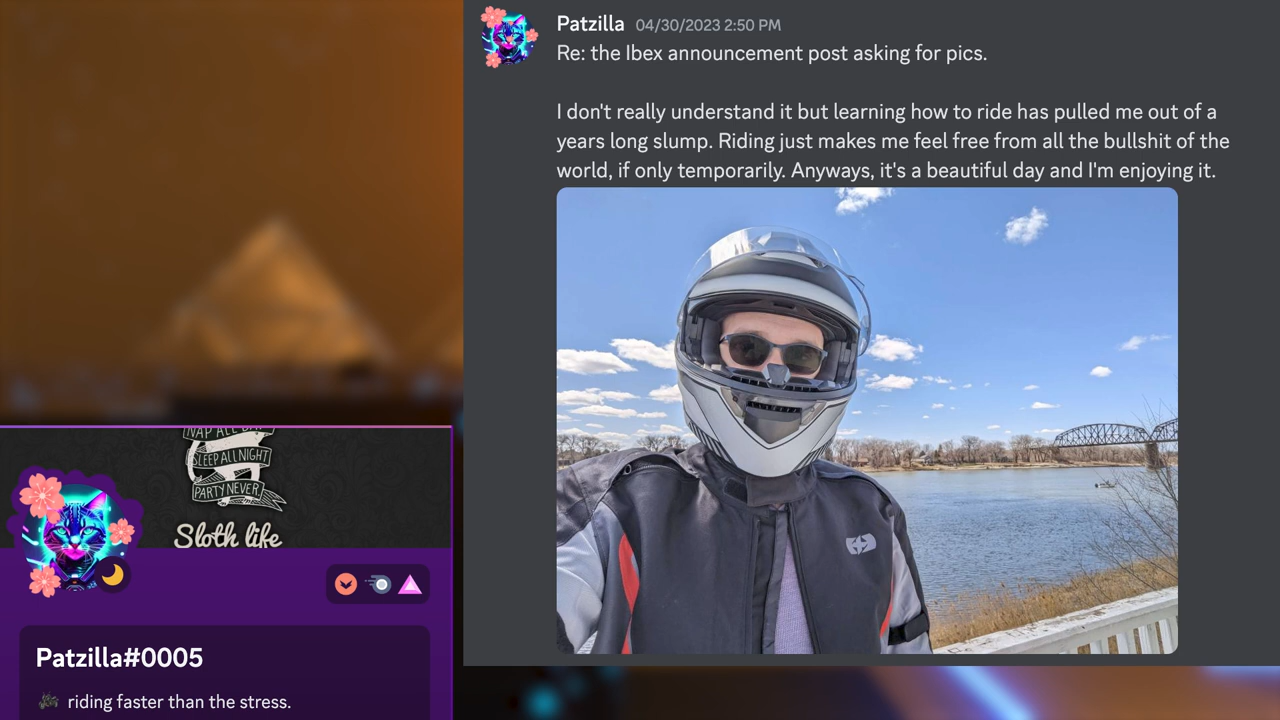 Patzilla 04/30/2023 2:50 PM
Re: the Ibex announcement post asking for pics.
I don't really understand it but learning how to ride has pulled me out of a
years long slump. Riding just makes me feel free from all the bullshit of the
world, if only temporarily. Anyways, it's a beautiful day and I'm enjoying it.
NAP ALL DAY
SLEEP ALL NIGHT
PARTY NEVER
Sloth life
Patzilla#0005
riding faster than the stress.